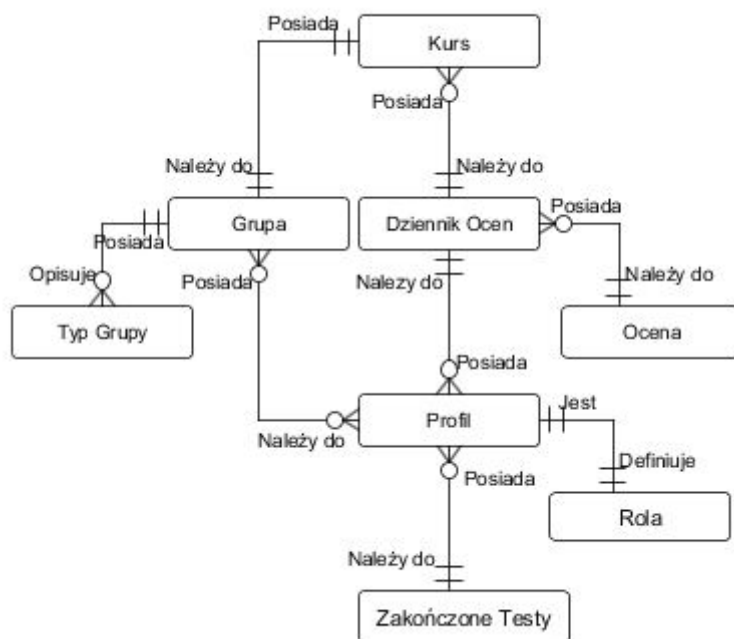 Posiada
Kurs
Posiada
Należy do
Należy do
Grupa
Dziennik Ocen
Posiada
Posiada
Opisuje
Posiada
Nalezy do
Należy do
Typ Grupy
Ocena
Posiada
Należy do
Profil
Jest
Posiada
Definiuje
Rola
Należy do
Zakończone Testy